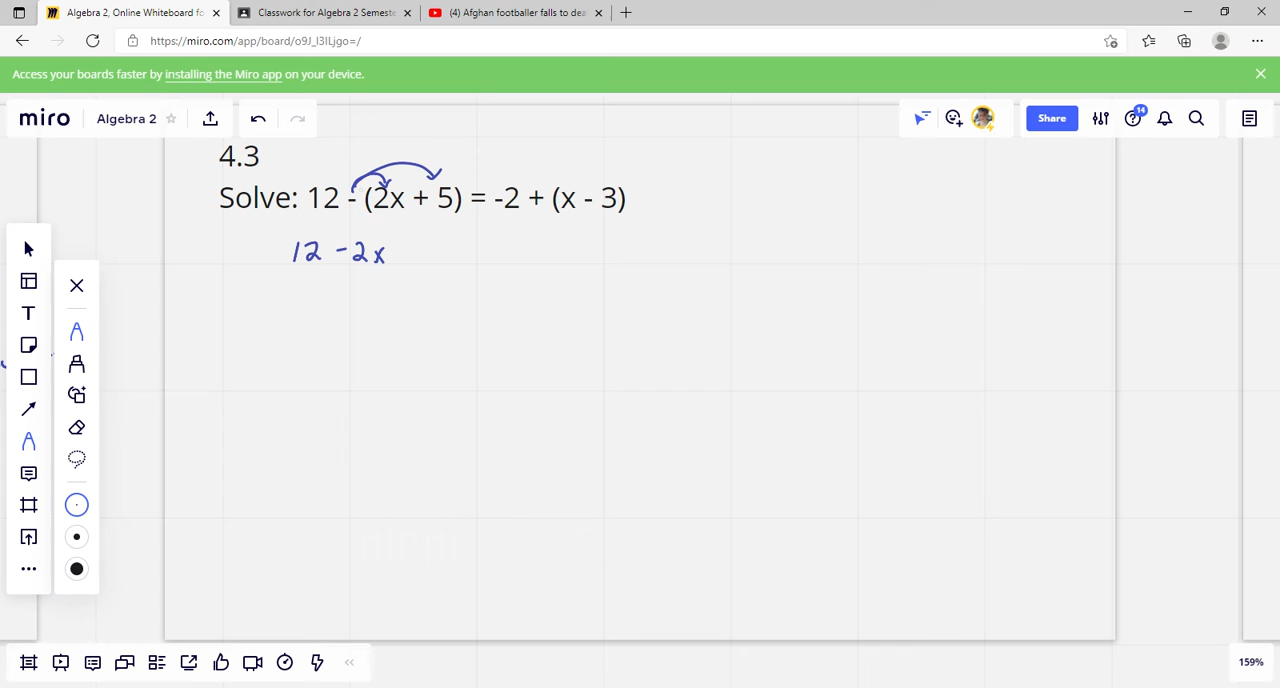 Algebra 2, Online Whiteboard fo
Classwork for Algebra 2 Semeste
(4) Afghan footballer falls to dea
https://miro.com/app/board/o9J_l3lLjgo=/
Access your boards faster by installing the Miro app on your device.
miro
Algebra 2
14
Share
4.3
Solve: 12 - (2x + 5) = -2 + (x - 3)
12 -2x
159%